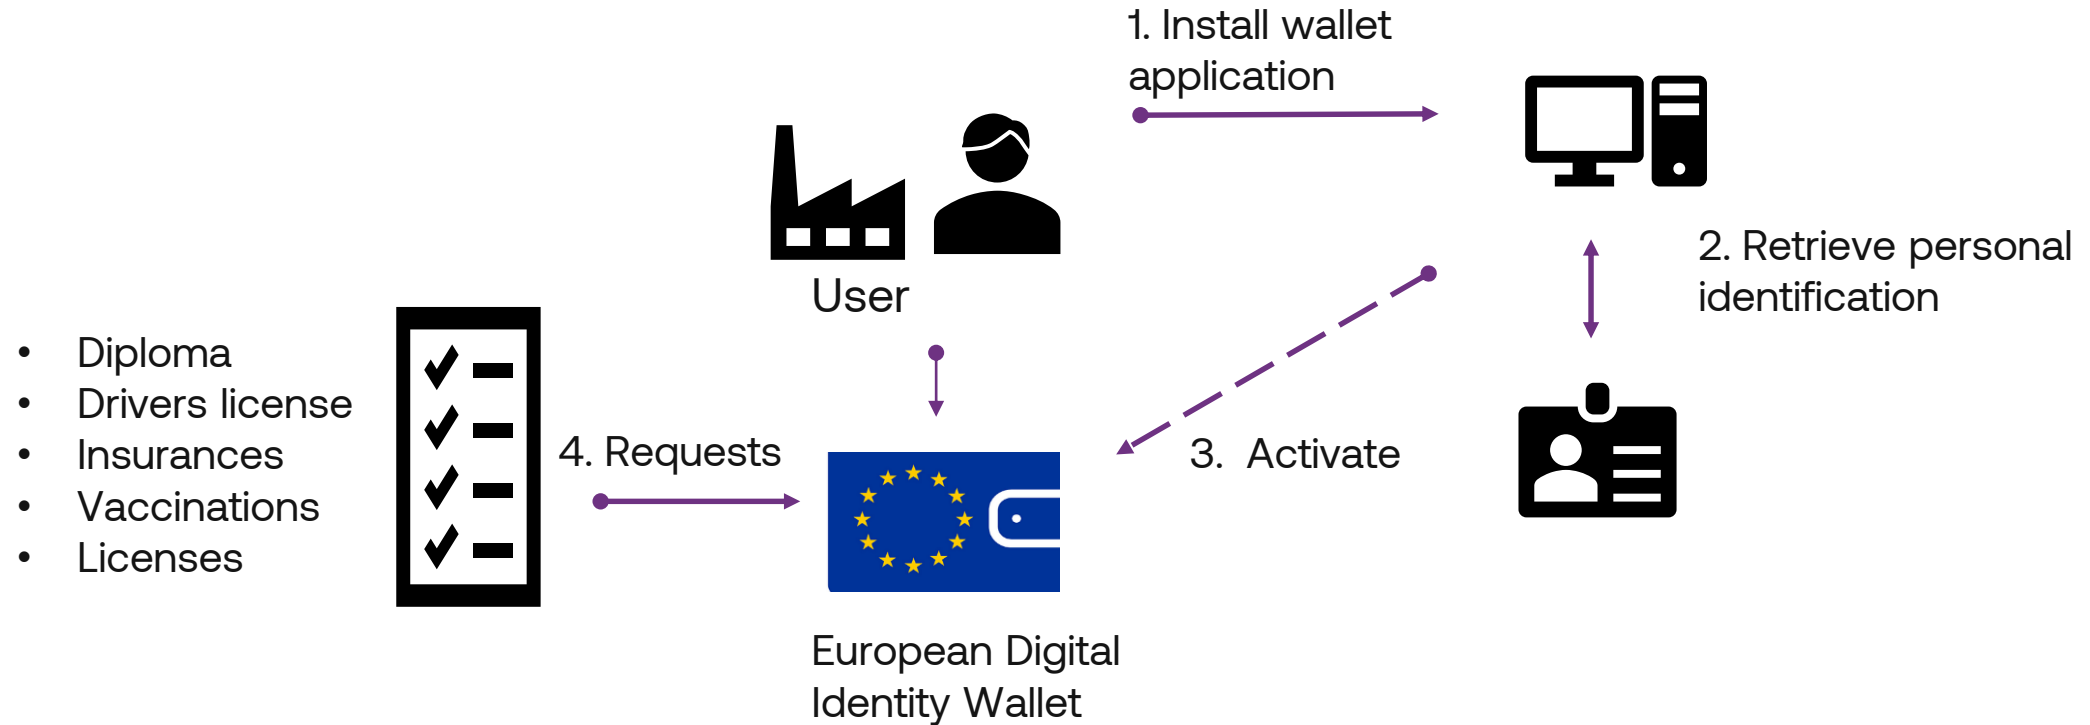 1. Install wallet
application
User
2. Retrieve personal
identification
• Diploma
• Drivers license
• Insurances
• Vaccinations
• Licenses
4. Requests
3. Activate
European Digital
Identity Wallet